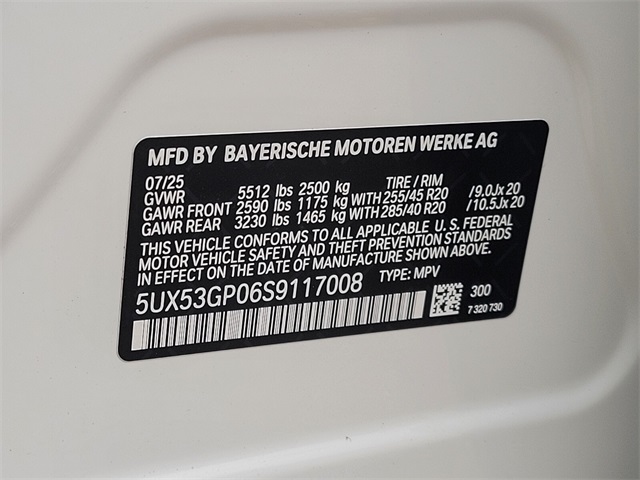 MFD BY BAYERISCHE MOTOREN WERKE AG
07/25 TIRE / RIM
GVWR 5512 lbs 2500 kg
GAWR FRONT 2590 lbs 1175 kg WITH 255/45 R20 /9.0Jx20
GAWR REAR 3230 lbs 1465 kg WITH 285/40 R20 /10.5Jx20
THIS VEHICLE CONFORMS TO ALL APPLICABLE U.S. FEDERAL
MOTOR VEHICLE SAFETY AND THEFT PREVENTION STANDARDS
IN EFFECT ON THE DATE OF MANUFACTURE SHOWN ABOVE.
5UX53GP06S9117008 TYPE: MPV
300
7 320 730